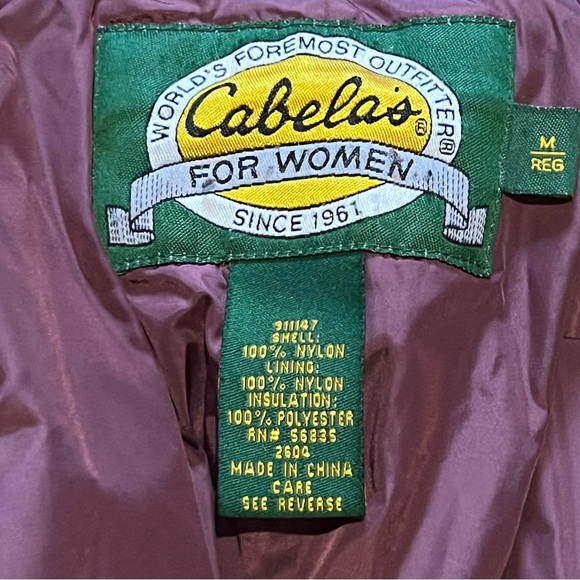 WORLD'S FOREMOST OUTFITTER®
Cabela's®
FOR WOMEN
SINCE 1961
M
REG
911147
SHELL:
100% NYLON
LINING:
100% NYLON
INSULATION:
100% POLYESTER
RN# 56835
2604
MADE IN CHINA
CARE
SEE REVERSE